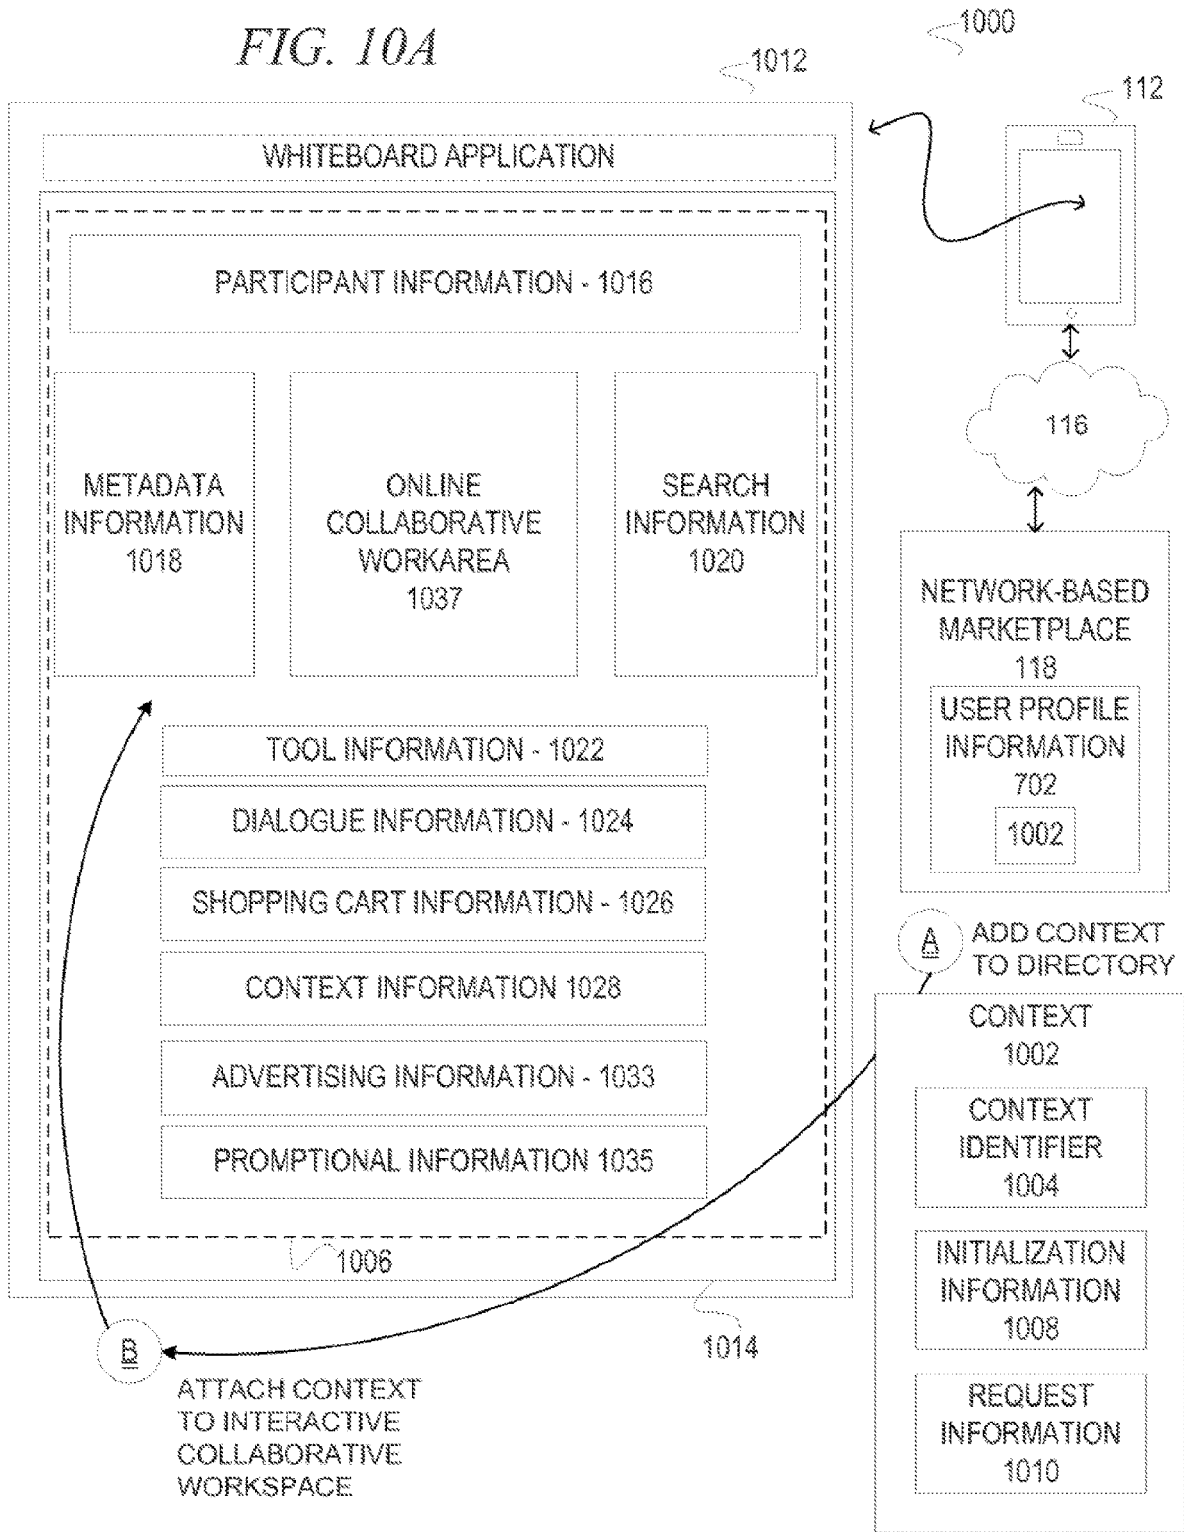 FIG. 10A
1000
1012
112
WHITEBOARD APPLICATION
PARTICIPANT INFORMATION - 1016
METADATA
INFORMATION
1018
ONLINE
COLLABORATIVE
WORKAREA
1037
SEARCH
INFORMATION
1020
116
NETWORK-BASED
MARKETPLACE
118
USER PROFILE
INFORMATION
702
1002
TOOL INFORMATION - 1022
DIALOGUE INFORMATION - 1024
SHOPPING CART INFORMATION - 1026
CONTEXT INFORMATION 1028
ADVERTISING INFORMATION - 1033
PROMPTIONAL INFORMATION 1035
1006
1014
A
ADD CONTEXT
TO DIRECTORY
CONTEXT
1002
CONTEXT
IDENTIFIER
1004
INITIALIZATION
INFORMATION
1008
REQUEST
INFORMATION
1010
B
ATTACH CONTEXT
TO INTERACTIVE
COLLABORATIVE
WORKSPACE